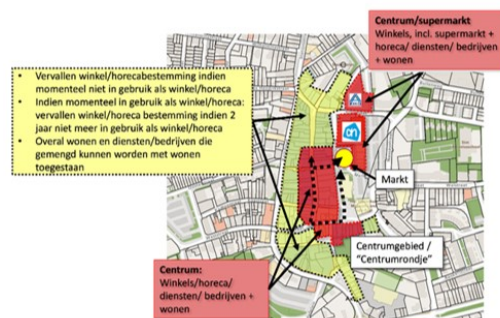 Centrum/supermarkt
Winkels, incl. supermarkt +
horeca/ diensten/ bedrijven
+ wonen
• Vervallen winkel/horecabestemming indien
momenteel niet in gebruik als winkel/horeca
• Indien momenteel in gebruik als winkel/horeca:
vervallen winkel/horeca bestemming indien 2
jaar niet meer in gebruik als winkel/horeca
• Overal wonen en diensten/bedrijven die
gemengd kunnen worden met wonen
toegestaan
Markt
Centrumgebied /
"Centrumrondje"
Centrum:
Winkels/horeca/
diensten/ bedrijven +
wonen